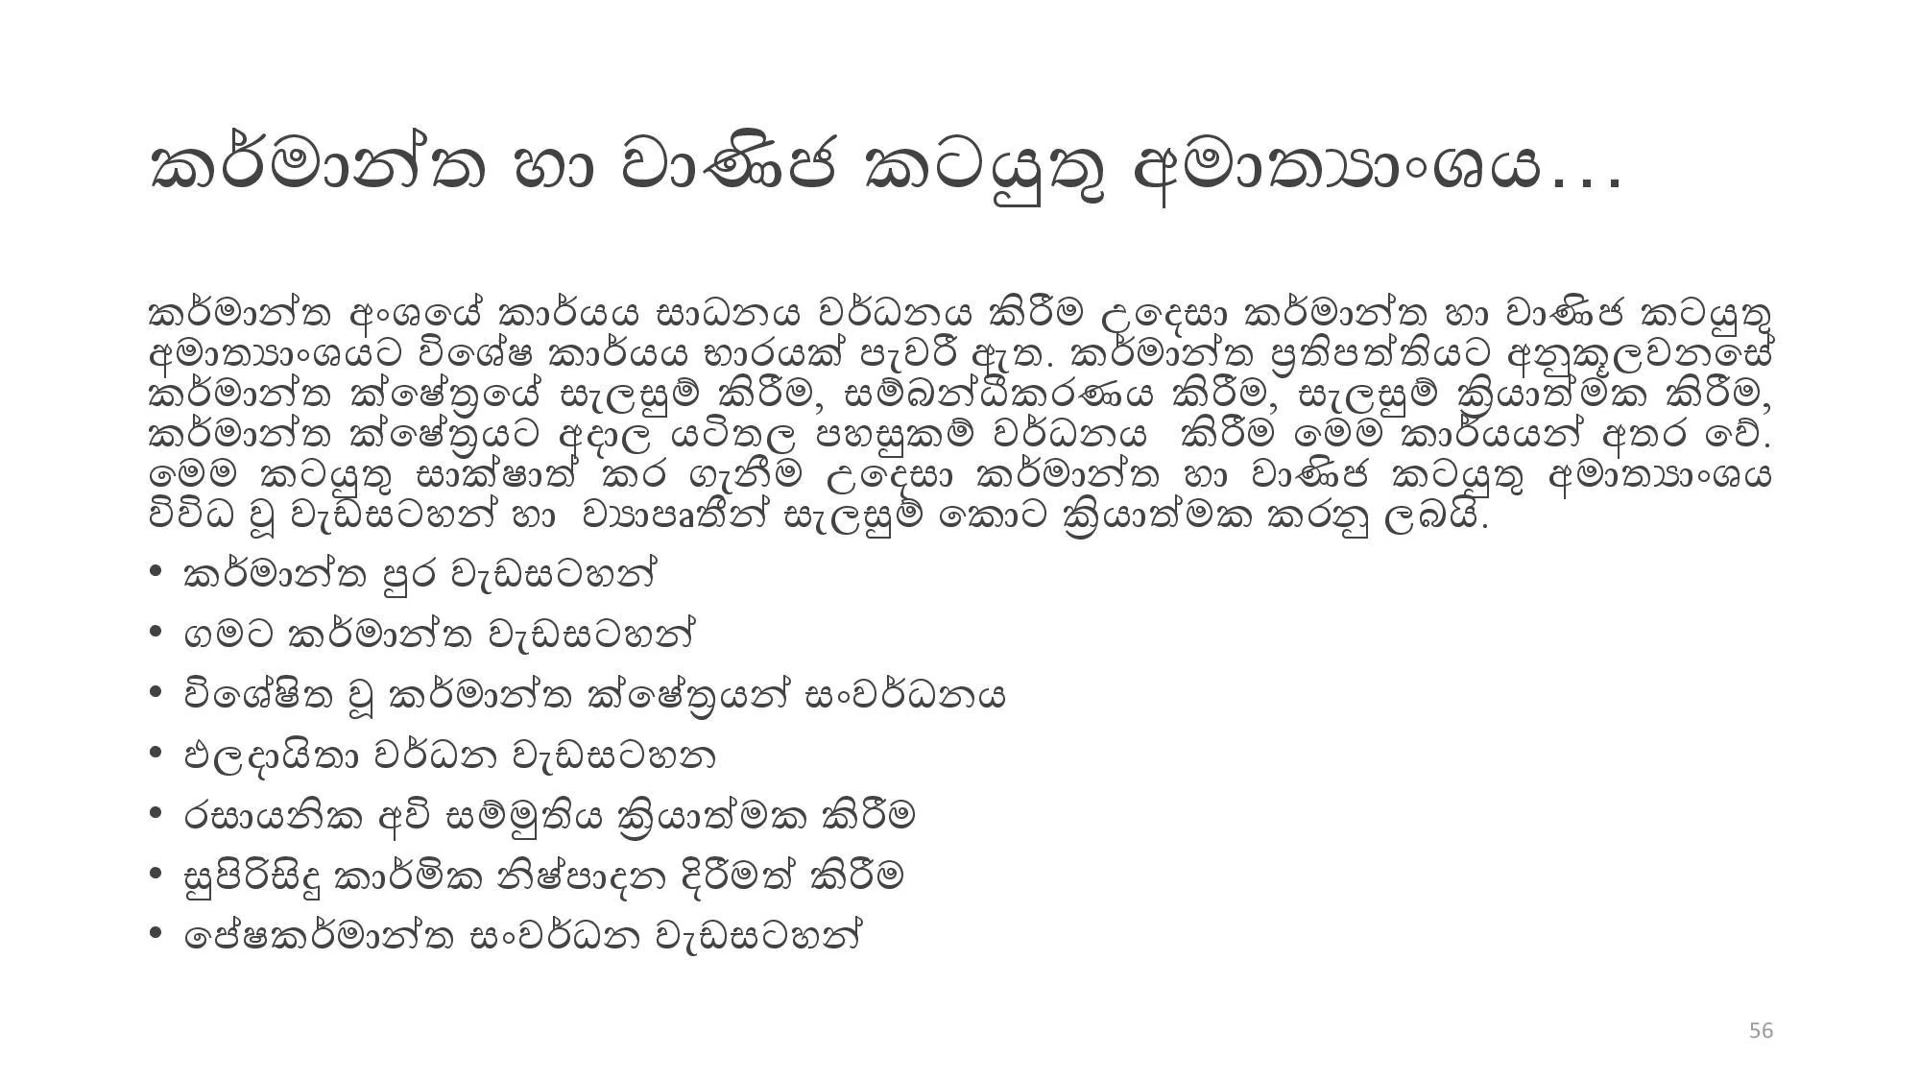 කර්මාන්ත හා වාණිජ කටයුතු අමාත්‍යාංශය...
කර්මාන්ත අංශයේ කාර්යය සාධනය වර්ධනය කිරීම උදෙසා කර්මාන්ත හා වාණිජ කටයුතු
අමාත්‍යාංශයට විශේෂ කාර්යය භාරයක් පැවරී ඇත. කර්මාන්ත ප්‍රතිපත්තියට අනුකූලවනසේ
කර්මාන්ත ක්ෂේත්‍රයේ සැලසුම් කිරීම, සම්බන්ධීකරණය කිරීම, සැලසුම් ක්‍රියාත්මක කිරීම,
කර්මාන්ත ක්ෂේත්‍රයට අදාල යටිතල පහසුකම් වර්ධනය කිරීම මෙම කාර්යයන් අතර වේ.
මෙම කටයුතු සාක්ෂාත් කර ගැනීම උදෙසා කර්මාන්ත හා වාණිජ කටයුතු අමාත්‍යාංශය
විවිධ වූ වැඩසටහන් හා ව්‍යාපෘතීන් සැලසුම් කොට ක්‍රියාත්මක කරනු ලබයි.
• කර්මාන්ත පුර වැඩසටහන්
• ගමට කර්මාන්ත වැඩසටහන්
• විශේෂිත වූ කර්මාන්ත ක්ෂේත්‍රයන් සංවර්ධනය
• ඵලදායිතා වර්ධන වැඩසටහන
• රසායනික අවි සම්මුතිය ක්‍රියාත්මක කිරීම
• සුපිරිසිදු කාර්මික නිෂ්පාදන දිරීමත් කිරීම
• පේෂකර්මාන්ත සංවර්ධන වැඩසටහන්
56